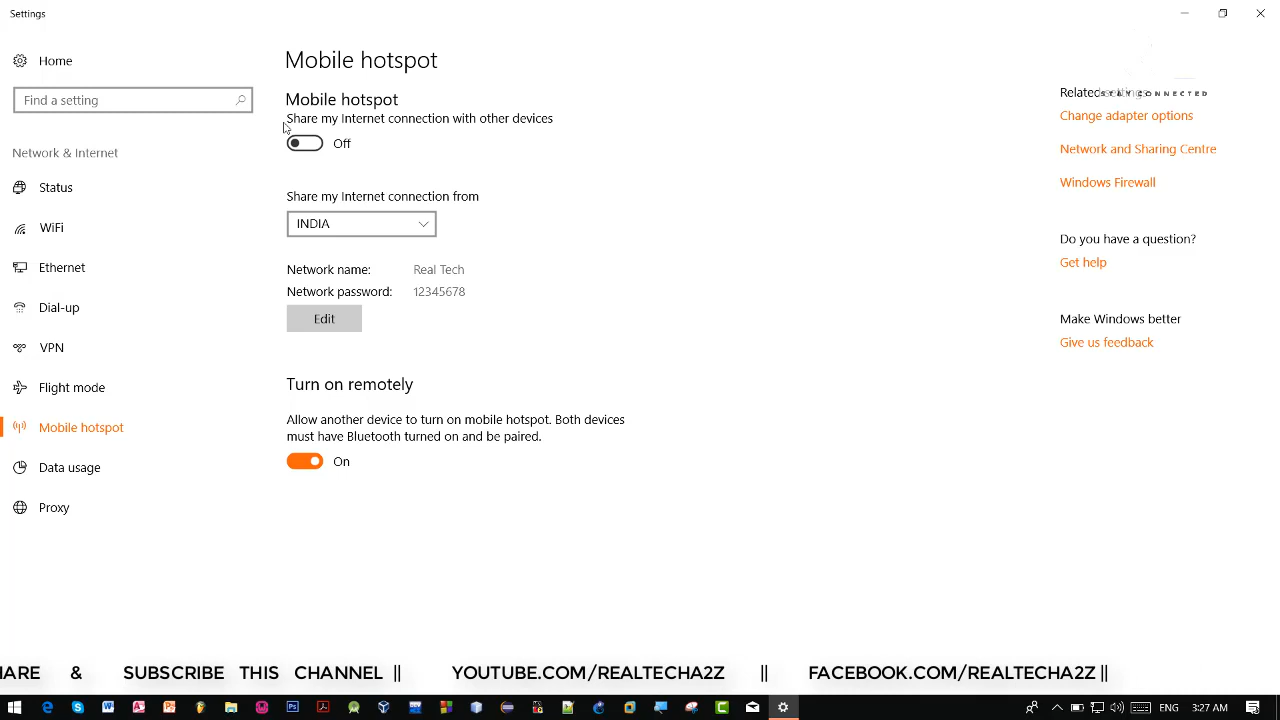 Settings
Home
Find a setting
Network & Internet
Status
WiFi
Ethernet
Dial-up
VPN
Flight mode
Mobile hotspot
Data usage
Proxy
Mobile hotspot
Mobile hotspot
Share my Internet connection with other devices
Off
Share my Internet connection from
INDIA
Network name: Real Tech
Network password: 12345678
Edit
Turn on remotely
Allow another device to turn on mobile hotspot. Both devices
must have Bluetooth turned on and be paired.
On
Related settings
CONNECTED
Change adapter options
Network and Sharing Centre
Windows Firewall
Do you have a question?
Get help
Make Windows better
Give us feedback
HARE & SUBSCRIBE THIS CHANNEL || YOUTUBE.COM/REALTECHA2Z || FACEBOOK.COM/REALTECHA2Z ||
ENG 3:27 AM